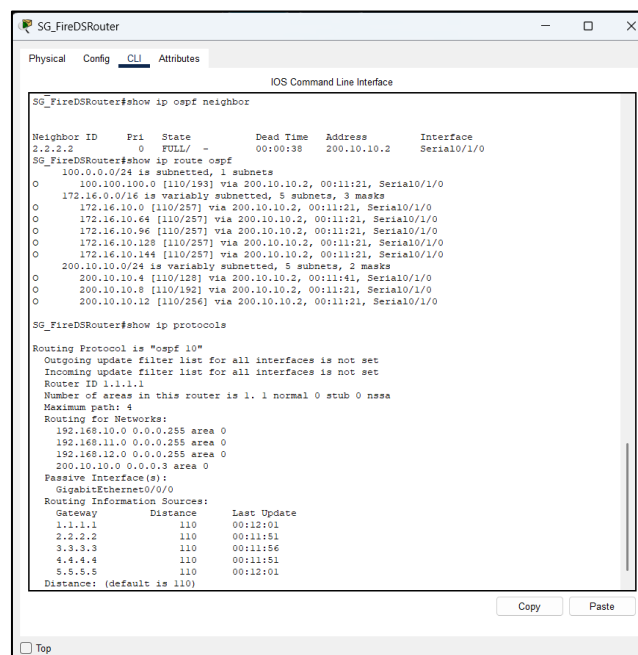 SG_FireDSRouter
Physical Config CLI Attributes
IOS Command Line Interface
SG_FireDSRouter#show ip ospf neighbor
Neighbor ID     Pri   State           Dead Time   Address         Interface
2.2.2.2           0   FULL/  -        00:00:38    200.10.10.2     Serial0/1/0
SG_FireDSRouter#show ip route ospf
     100.0.0.0/24 is subnetted, 1 subnets
O       100.100.100.0 [110/193] via 200.10.10.2, 00:11:21, Serial0/1/0
     172.16.0.0/16 is variably subnetted, 5 subnets, 3 masks
O       172.16.10.0 [110/257] via 200.10.10.2, 00:11:21, Serial0/1/0
O       172.16.10.64 [110/257] via 200.10.10.2, 00:11:21, Serial0/1/0
O       172.16.10.96 [110/257] via 200.10.10.2, 00:11:21, Serial0/1/0
O       172.16.10.128 [110/257] via 200.10.10.2, 00:11:21, Serial0/1/0
O       172.16.10.144 [110/257] via 200.10.10.2, 00:11:21, Serial0/1/0
     200.10.10.0/24 is variably subnetted, 5 subnets, 2 masks
O       200.10.10.4 [110/128] via 200.10.10.2, 00:11:41, Serial0/1/0
O       200.10.10.8 [110/192] via 200.10.10.2, 00:11:21, Serial0/1/0
O       200.10.10.12 [110/256] via 200.10.10.2, 00:11:21, Serial0/1/0
SG_FireDSRouter#show ip protocols
Routing Protocol is "ospf 10"
  Outgoing update filter list for all interfaces is not set
  Incoming update filter list for all interfaces is not set
  Router ID 1.1.1.1
  Number of areas in this router is 1. 1 normal 0 stub 0 nssa
  Maximum path: 4
  Routing for Networks:
    192.168.10.0 0.0.0.255 area 0
    192.168.11.0 0.0.0.255 area 0
    192.168.12.0 0.0.0.255 area 0
    200.10.10.0 0.0.0.3 area 0
  Passive Interface(s):
    GigabitEthernet0/0/0
  Routing Information Sources:
    Gateway         Distance      Last Update
    1.1.1.1              110      00:12:01
    2.2.2.2              110      00:11:51
    3.3.3.3              110      00:11:56
    4.4.4.4              110      00:11:51
    5.5.5.5              110      00:12:01
  Distance: (default is 110)
Copy Paste
Top